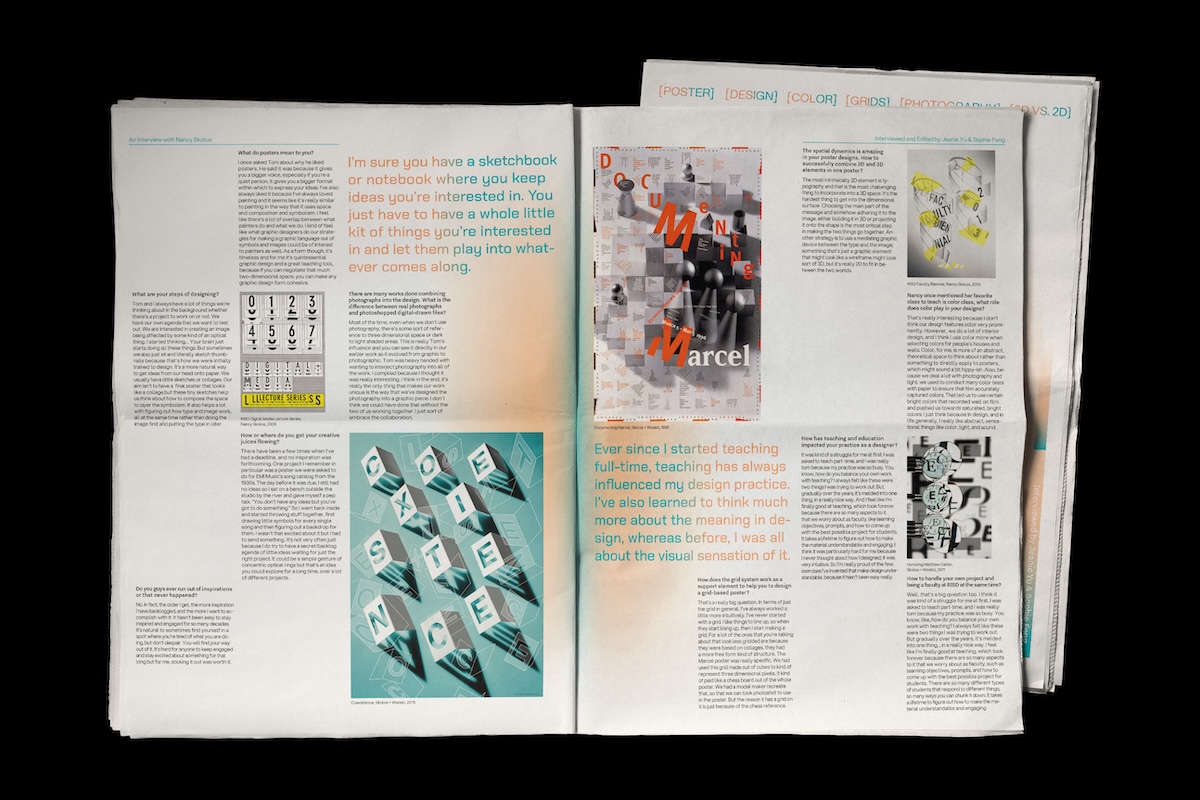 [POSTER] [DESIGN] [COLOR] [GRIDS] [PHOTOGRAPHY] VS. 2D]
An Interview with Nancy Skolos
What do posters mean to you?
I once asked Tom about why he liked
posters. He said it was because it gives
you a bigger voice, especially if you're a
quiet person. It gives you a bigger format
within which to express your ideas. I've also
always liked it because I've always loved
painting and it seems like it's really similar
to painting in the way that it uses space
and composition and symbolism. I feel
like there's a lot of overlap between what
painters do and what we do. I kind of feel
like what graphic designers do our strate-
gies for making a graphic language out of
symbols and images could be of interest
to painters as well. As a form though, it's
timeless and for me it's quintessential
graphic design and a great teaching tool,
because if you can negotiate that much
two-dimensional space, you can make any
graphic design form cohesive.
What are your steps of designing?
Tom and I always have a lot of things we're
thinking about in the background whether
there's a project to work on or not. We
have our own agenda that we want to test
out. We are interested in creating an image
being affected by some kind of an optical
thing. I started thinking... Your brain just
starts doing all these things. But sometimes
we also just sit and literally sketch thumb-
nails because that's how we were initially
trained to design. It's a more natural way
to get ideas from our head onto paper. We
usually have little sketches or collages. Our
aim isn't to have a final poster that looks
like a collage, but these tiny sketches help
us think about how to compose the space
to layer the symbolism. It also helps a lot
with figuring out how type and image work,
all at the same time rather than doing the
image first and putting the type in later.
0 1 2 3
4 5 6 7
DIGITAL+
MEDIA
LLLECTURE SERIES.SS
RISD Digital Media Lecture Series,
Nancy Skolos, 2009
How or where do you get your creative
juices flowing?
There have been a few times when I've
had a deadline, and no inspiration was
forthcoming. One project I remember in
particular was a poster we were asked to
do for EMI Music's song catalog from the
1930s. The day before it was due, I still had
no ideas so I sat on a bench outside the
studio by the river and gave myself a pep
talk. "You don't have any ideas but you've
got to do something." So I went back inside
and started throwing stuff together, first
drawing little symbols for every single
song and then figuring out a backdrop for
them. I wasn't that excited about it but I had
to send something. It's not very often just
because I do try to have a secret/backlog
agenda of little ideas waiting for just the
right project. It could be a simple gesture of
concentric optical rings but that's an idea
you could explore for a long time, over a lot
of different projects.
Do you guys ever run out of inspirations
or that never happened?
No. In fact, the older I get, the more inspiration
I have backlogged, and the more I want to ac-
complish with it. It hasn't been easy to stay
inspired and engaged for so many decades.
It's natural to sometimes find yourself in a
spot where you're tired of what you are do-
ing, but don't despair. You will find your way
out of it. It's hard for anyone to keep engaged
and stay excited about something for that
long but for me, sticking it out was worth it.
I'm sure you have a sketchbook
or notebook where you keep
ideas you're interested in. You
just have to have a whole little
kit of things you're interested
in and let them play into what-
ever comes along.
There are many works done combining
photographs into the design. What is the
difference between real photographs
and photoshopped digital-drawn files?
Most of the time, even when we don't use
photography, there's some sort of refer-
ence to three dimensional space or dark
to light shaded areas. This is really Tom's
influence and you can see it directly in our
earlier work as it evolved from graphic to
photographic. Tom was heavy handed with
wanting to interject photography into all of
the work. I complied because I thought it
was really interesting. I think in the end, it's
really the only thing that makes our work
unique is the way that we've designed the
photography into a graphic piece. I don't
think we could have done that without the
two of us working together. I just sort of
embrace the collaboration.
COE
XI
STE
NCE
Coexistence, Skolos + Wedell, 2015
Interviewed and Edited by Jeanie Yu & Sophie Fang
DOCUMeNting
March 5 – May 1996
Marcel
Documenting Marcel, Skolos + Wedell, 1996
Ever since I started teaching
full-time, teaching has always
influenced my design practice.
I've also learned to think much
more about the meaning in de-
sign, whereas before, I was all
about the visual sensation of it.
How does the grid system work as a
support element to help you to design
a grid-based poster?
That's a really big question. In terms of just
the grid in general, I've always worked a
little more intuitively. I've never started
with a grid. I like things to line up, so when
they start lining up, then I start making a
grid. For a lot of the ones that you're talking
about that look less gridded are because
they were based on collages, they had
a more free form kind of structure. The
Marcel poster was really specific. We had
used this grid made out of cubes to kind of
represent three dimensional pixels. It kind
of paid like a chess board out of the whole
poster. We had a model maker recreate
that, so that we can took photoshot to use
in the poster. But the reason it has a grid on
it is just because of the chess reference.
The spatial dynamics is amazing
in your poster designs. How to
successfully combine 2D and 3D
elements in one poster?
The most intrinsically 2D element is ty-
pography and that is the most challenging
thing to incorporate into a 3D space. It's the
hardest thing to get into the dimensional
surface. Choosing the main part of the
message and somehow adhering it to the
image, either building it in 3D or projecting
it onto the shape is the most critical step
in making the two things go together. An-
other strategy is to use a mediating graphic
device between the type and the image;
something that's just a graphic element
that might look like a wireframe might look
sort of 3D, but it's really 2D to fit in be-
tween the two worlds.
FAC
ULTY
BIEN
NIAL
2013
RISD Faculty Biennial, Nancy Skolos, 2013
Nancy once mentioned her favorite
class to teach is color class, what role
does color play in your designs?
That's really interesting because I don't
think our design features color very promi-
nently. However, we do a lot of interior
design, and I think I use color more when
selecting colors for people's houses and
walls. Color, for me, is more of an abstract,
theoretical space to think about rather than
something to directly apply to posters,
which might sound a bit hippy-ish. Also, be-
cause we deal a lot with photography and
light, we used to conduct many color tests
with paper to ensure that film accurately
captured colors. That led us to use certain
bright colors that recorded well on film
and pushed us towards saturated, bright
colors. I just think because in design, and in
life generally, I really like abstract, sensa-
tional things like color, light, and sound.
How has teaching and education
impacted your practice as a designer?
It was kind of a struggle for me at first. I was
asked to teach part-time, and I was really
torn because my practice was so busy. You
know, how do you balance your own work
with teaching? I always felt like these were
two things I was trying to work out. But
gradually over the years, it's melded into one
thing, in a really nice way. And I feel like I'm
finally good at teaching, which took forever
because there are so many aspects to it
that we worry about as faculty, like learning
objectives, prompts, and how to come up
with the best possible project for students.
It takes a lifetime to figure out how to make
the material understandable and engaging. I
think it was particularly hard for me because
I never thought about how I designed, it was
very intuitive. So I'm really proud of the few
exercises I've invented that make design under-
standable, because it hasn't been easy really.
Honoring Matthew Carter,
Skolos + Wedell, 2011
How to handle your own project and
being a faculty at RISD at the same time?
Well, that's a big question too. I think it
was kind of a struggle for me at first. I was
asked to teach part-time, and I was really
torn because my practice was so busy. You
know, like, how do you balance your own
work with teaching? I always felt like these
were two things I was trying to work out.
But gradually over the years, it's melded
into one thing... in a really nice way. I feel
like I'm finally good at teaching, which took
forever because there are so many aspects
to it that we worry about as faculty, such as
learning objectives, prompts, and how to
come up with the best possible project for
students. There are so many different types
of students that respond to different things,
so many ways you can chunk it down. It takes
a lifetime to figure out how to make the ma-
terial understandable and engaging.